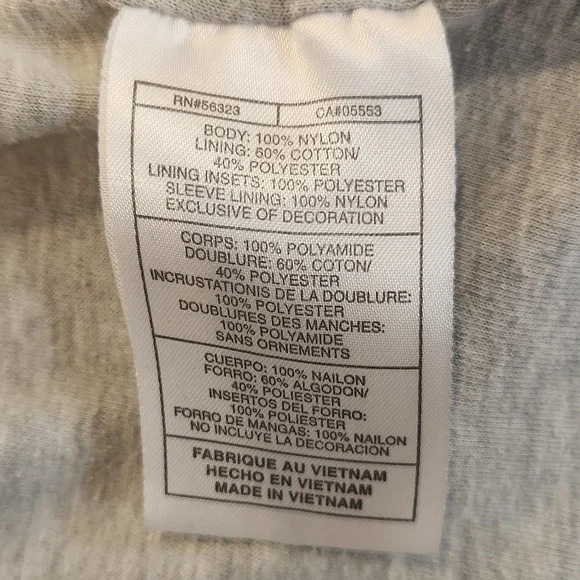 RN#56323 CA#05553
BODY: 100% NYLON
LINING: 60% COTTON/
40% POLYESTER
LINING INSETS: 100% POLYESTER
SLEEVE LINING: 100% NYLON
EXCLUSIVE OF DECORATION
CORPS: 100% POLYAMIDE
DOUBLURE: 60% COTON/
40% POLYESTER
INCRUSTATIONIS DE LA DOUBLURE:
100% POLYESTER
DOUBLURES DES MANCHES:
100% POLYAMIDE
SANS ORNEMENTS
CUERPO: 100% NAILON
FORRO: 60% ALGODON/
40% POLIESTER
INSERTOS DEL FORRO:
100% POLIESTER
FORRO DE MANGAS: 100% NAILON
NO INCLUYE LA DECORACION
FABRIQUE AU VIETNAM
HECHO EN VIETNAM
MADE IN VIETNAM